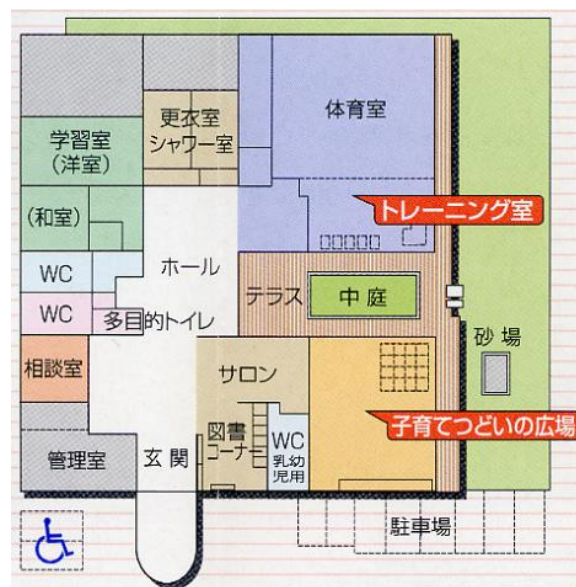 体育室
更衣室
シャワー室
学習室
(洋室)
(和室)
トレーニング室
WC
ホール
テラス
中庭
WC
多目的トイレ
砂場
相談室
サロン
図書
コーナー
WC
乳幼
児用
子育てつどいの広場
管理室
玄関
駐車場